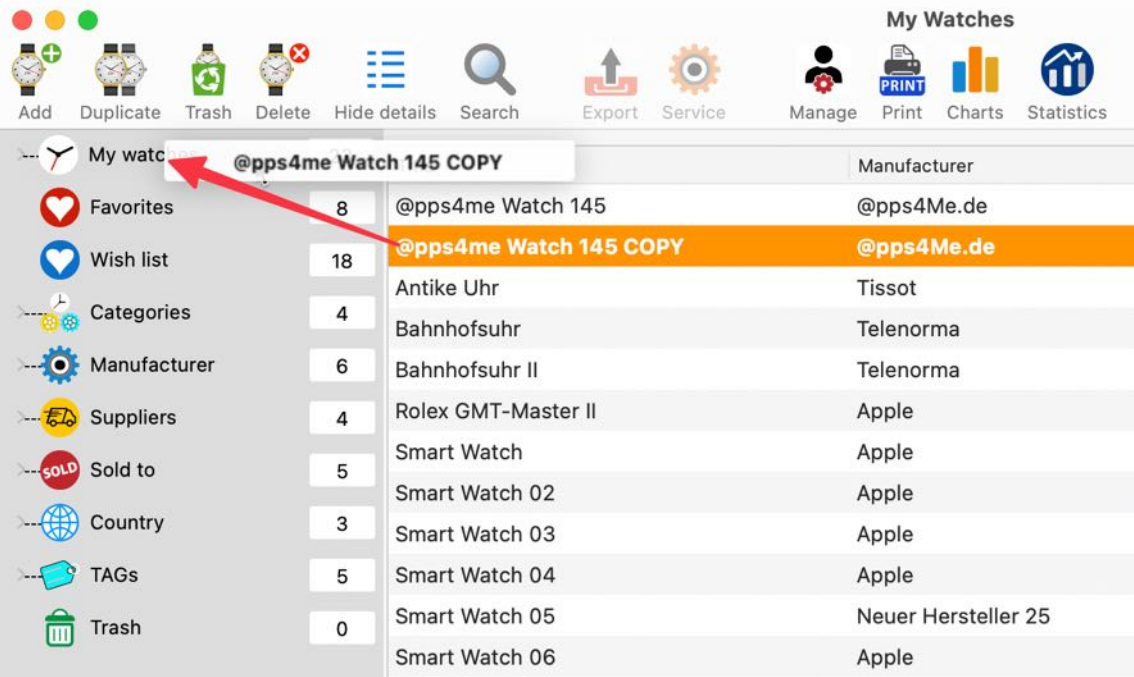 My Watches
Add Duplicate Trash Delete Hide details Search Export Service Manage Print Charts Statistics
PRINT
My watches
@pps4me Watch 145 COPY
Manufacturer
Favorites 8
@pps4me Watch 145 @pps4Me.de
@pps4me Watch 145 COPY @pps4Me.de
Wish list 18
Antike Uhr Tissot
Categories 4
Bahnhofsuhr Telenorma
Manufacturer 6
Bahnhofsuhr II Telenorma
Suppliers 4
Rolex GMT-Master II Apple
Smart Watch Apple
SOLD
Sold to 5
Smart Watch 02 Apple
Country 3
Smart Watch 03 Apple
TAGs 5
Smart Watch 04 Apple
Smart Watch 05 Neuer Hersteller 25
Trash 0
Smart Watch 06 Apple